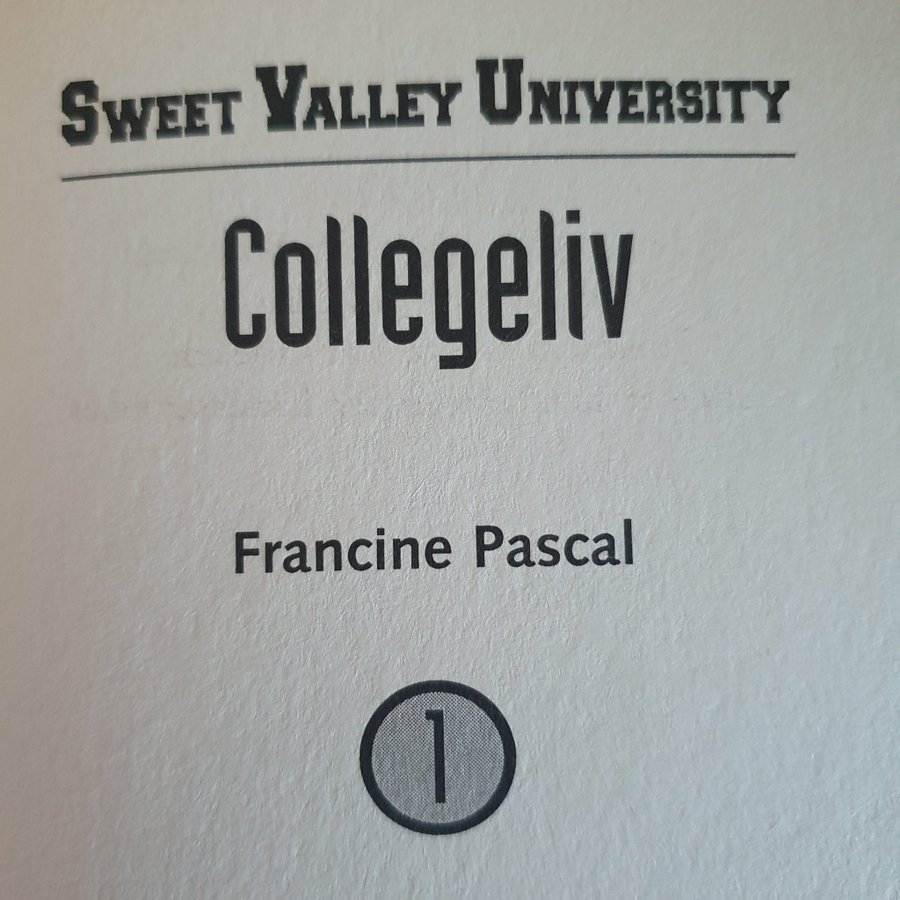 SWEET VALLEY UNIVERSITY
Collegeliv
Francine Pascal
1